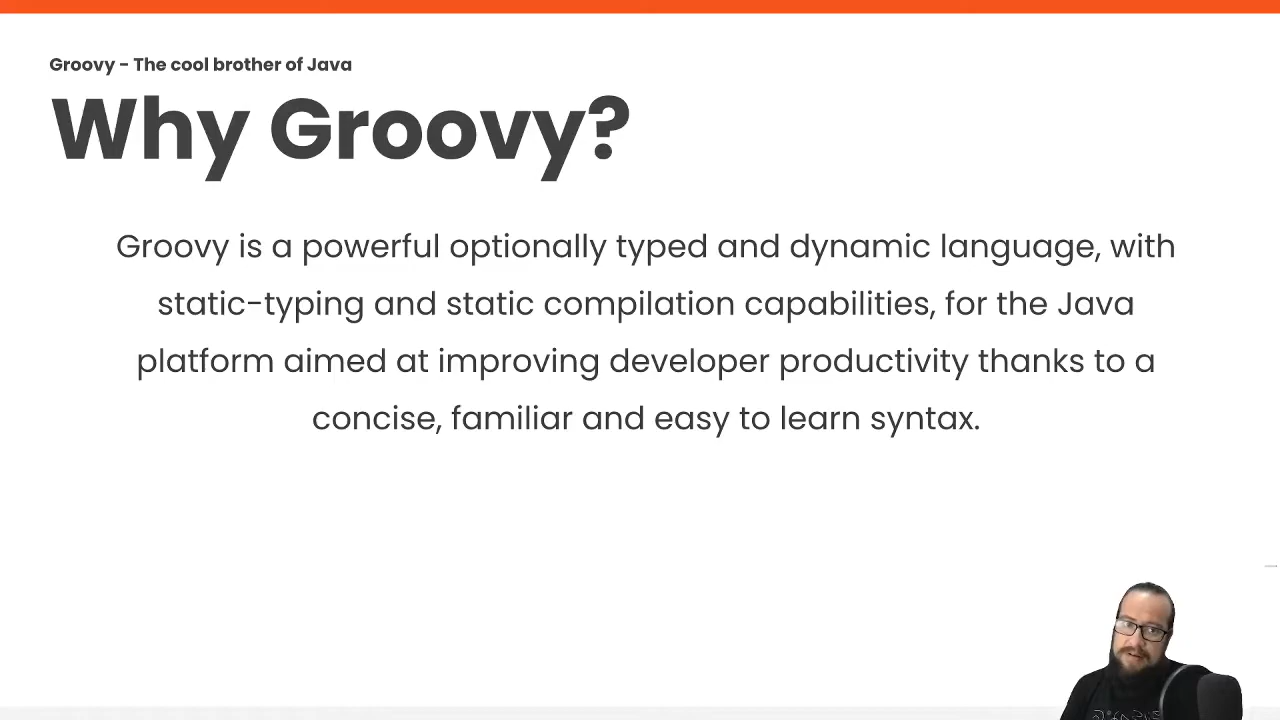 Groovy - The cool brother of Java
Why Groovy?
Groovy is a powerful optionally typed and dynamic language, with
static-typing and static compilation capabilities, for the Java
platform aimed at improving developer productivity thanks to a
concise, familiar and easy to learn syntax.